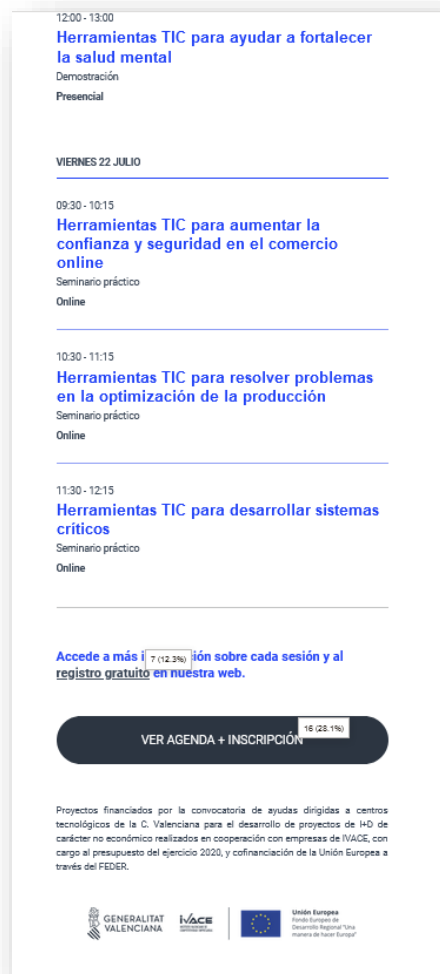 12:00 - 13:00
Herramientas TIC para ayudar a fortalecer
la salud mental
Demostración
Presencial
VIERNES 22 JULIO
09:30 - 10:15
Herramientas TIC para aumentar la
confianza y seguridad en el comercio
online
Seminario práctico
Online
10:30 - 11:15
Herramientas TIC para resolver problemas
en la optimización de la producción
Seminario práctico
Online
11:30 - 12:15
Herramientas TIC para desarrollar sistemas
críticos
Seminario práctico
Online
Accede a más i 7 (12.3%) ión sobre cada sesión y al
registro gratuito en nuestra web.
16 (28.1%)
VER AGENDA + INSCRIPCIÓN
Proyectos financiados por la convocatoria de ayudas dirigidas a centros
tecnológicos de la C. Valenciana para el desarrollo de proyectos de I+D de
carácter no económico realizados en cooperación con empresas de IVACE, con
cargo al presupuesto del ejercicio 2020, y cofinanciación de la Unión Europea a
través del FEDER.
GENERALITAT
VALENCIANA
iVACE
Unión Europea
Fondo Europeo de
Desarrollo Regional "Una
manera de hacer Europa"